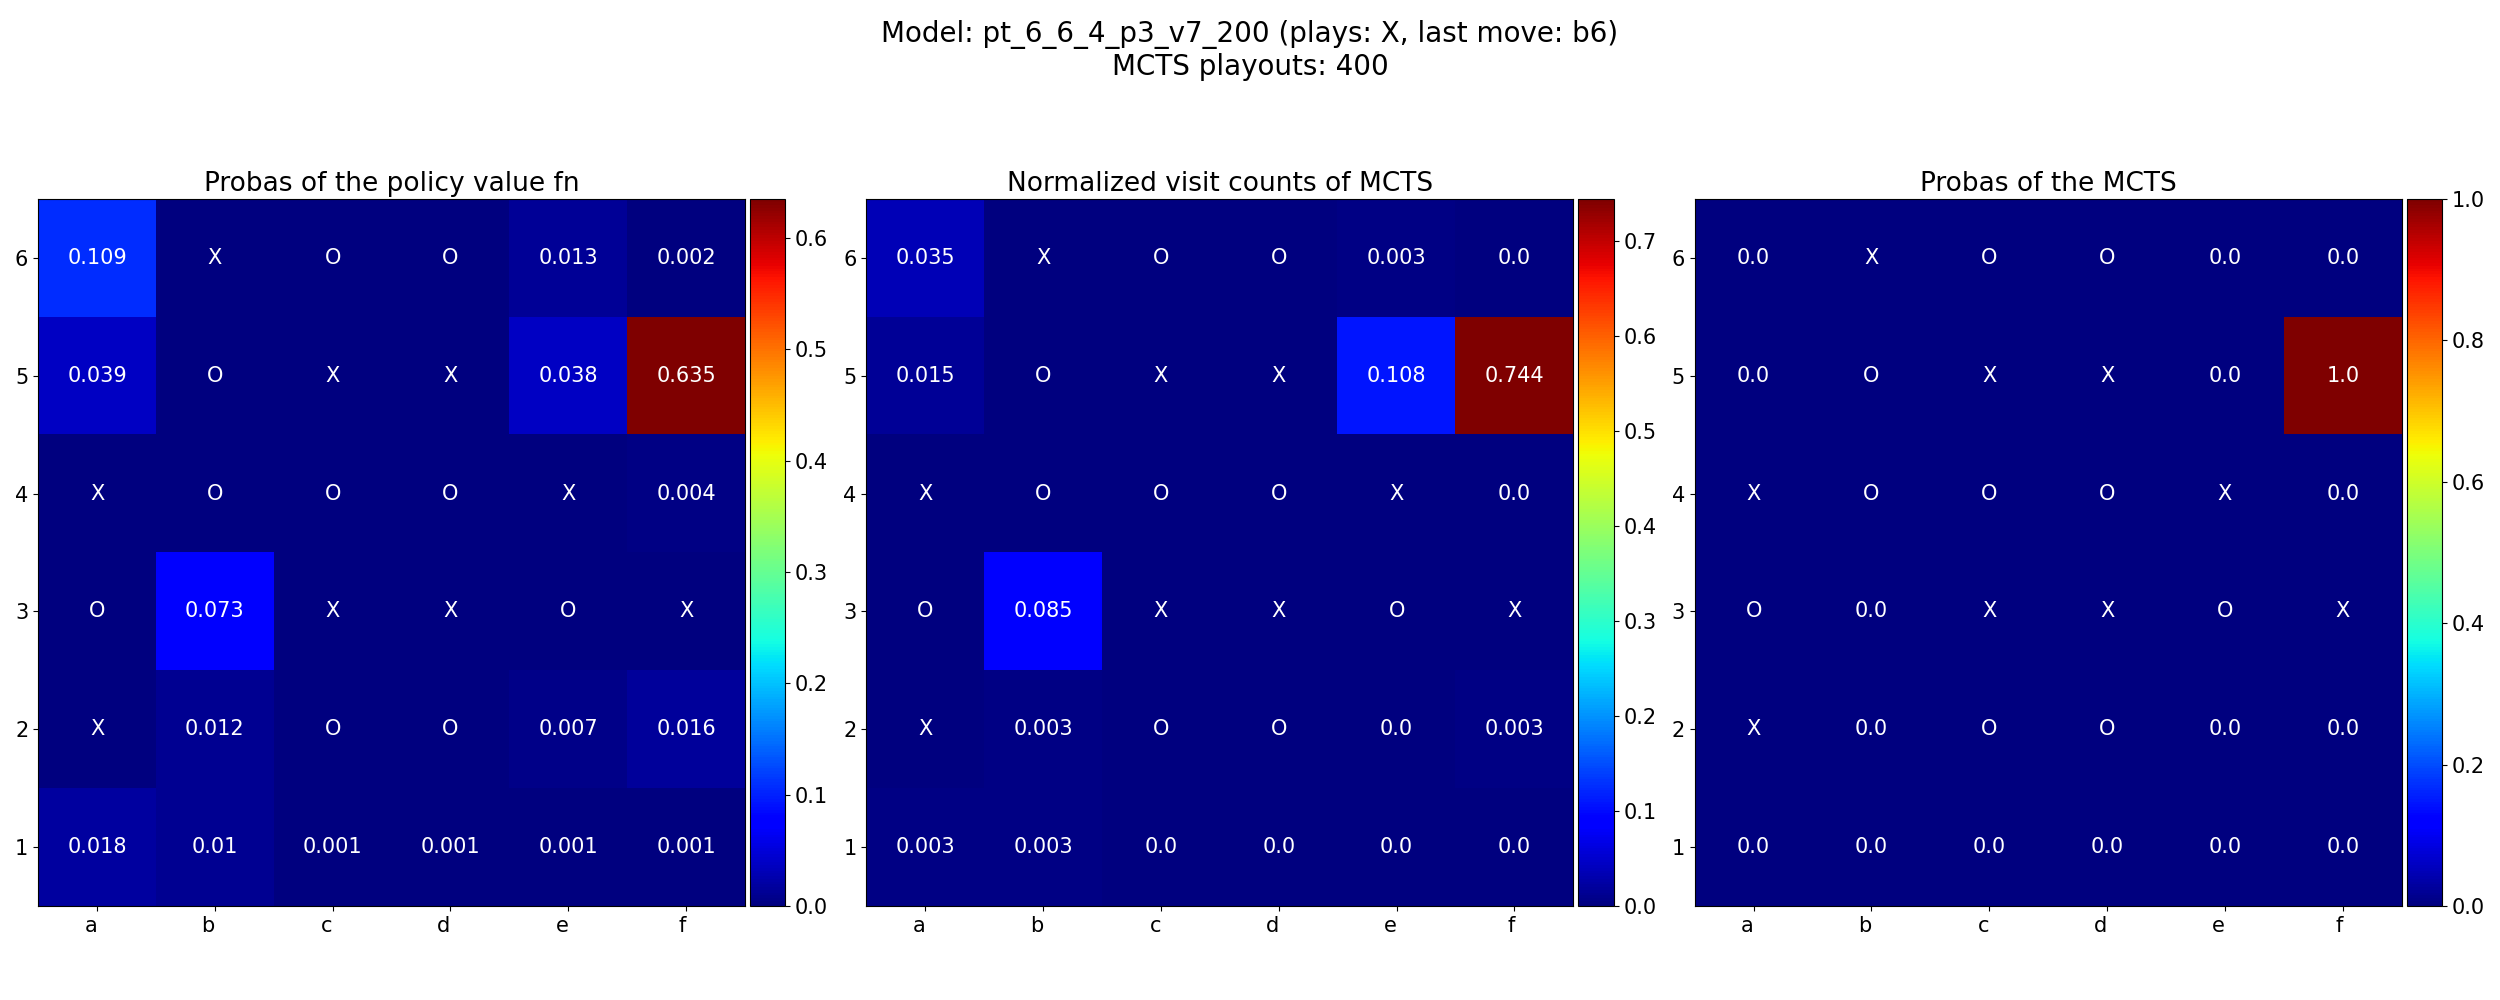 Model: pt_6_6_4_p3_v7_200 (plays: X, last move: b6)
MCTS playouts: 400
Probas of the policy value fn
6 0.109 X O O 0.013 0.002
5 0.039 O X X 0.038 0.635
4 X O O O X 0.004
3 O 0.073 X X O X
2 X 0.012 O O 0.007 0.016
1 0.018 0.01 0.001 0.001 0.001 0.001
a b c d e f
0.6
0.5
0.4
0.3
0.2
0.1
0.0
Normalized visit counts of MCTS
6 0.035 X O O 0.003 0.0
5 0.015 O X X 0.108 0.744
4 X O O O X 0.0
3 O 0.085 X X O X
2 X 0.003 O O 0.0 0.003
1 0.003 0.003 0.0 0.0 0.0 0.0
a b c d e f
0.7
0.6
0.5
0.4
0.3
0.2
0.1
0.0
Probas of the MCTS
6 0.0 X O O 0.0 0.0
5 0.0 O X X 0.0 1.0
4 X O O O X 0.0
3 O 0.0 X X O X
2 X 0.0 O O 0.0 0.0
1 0.0 0.0 0.0 0.0 0.0 0.0
a b c d e f
1.0
0.8
0.6
0.4
0.2
0.0